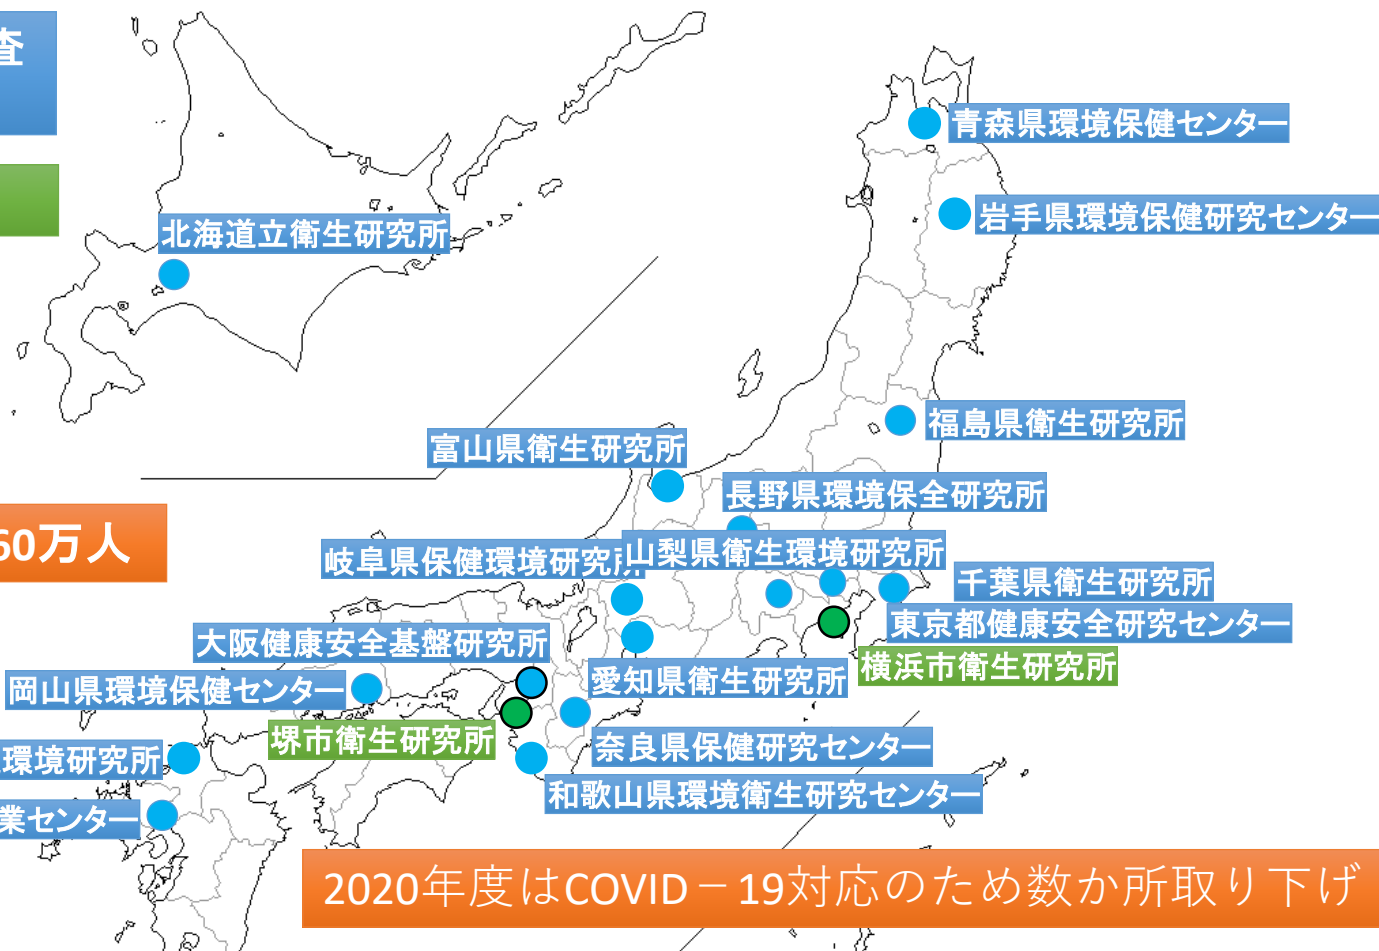 査
青森県環境保健センター
岩手県環境保健研究センター
北海道立衛生研究所
福島県衛生研究所
富山県衛生研究所
長野県環境保全研究所
60万人
岐阜県保健環境研究所
山梨県衛生環境研究所
千葉県衛生研究所
東京都健康安全研究センター
大阪健康安全基盤研究所
横浜市衛生研究所
愛知県衛生研究所
岡山県環境保健センター
堺市衛生研究所
奈良県保健研究センター
環境研究所
和歌山県環境衛生研究センター
業センター
2020年度はCOVID－19対応のため数か所取り下げ